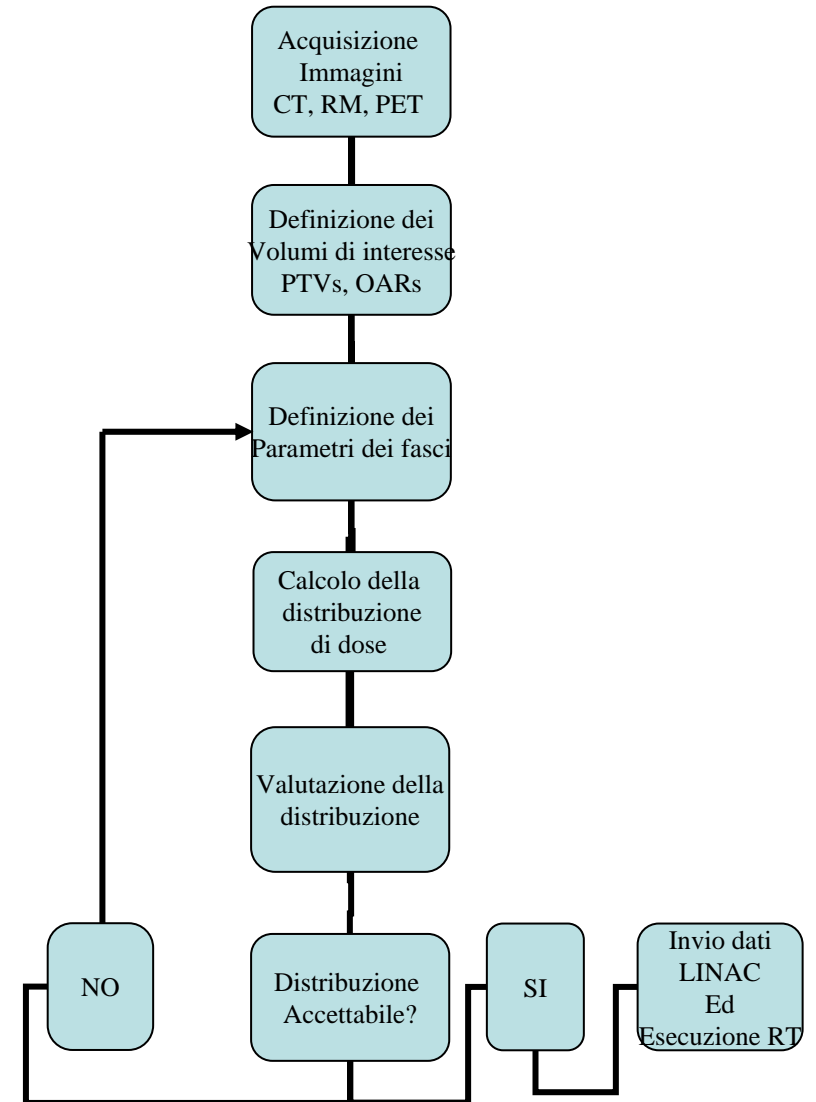 Acquisizione
Immagini
CT, RM, PET
Definizione dei
Volumi di interesse
PTVs, OARs
Definizione dei
Parametri dei fasci
Calcolo della
distribuzione
di dose
Valutazione della
distribuzione
NO
Distribuzione
Accettabile?
SI
Invio dati
LINAC
Ed
Esecuzione RT